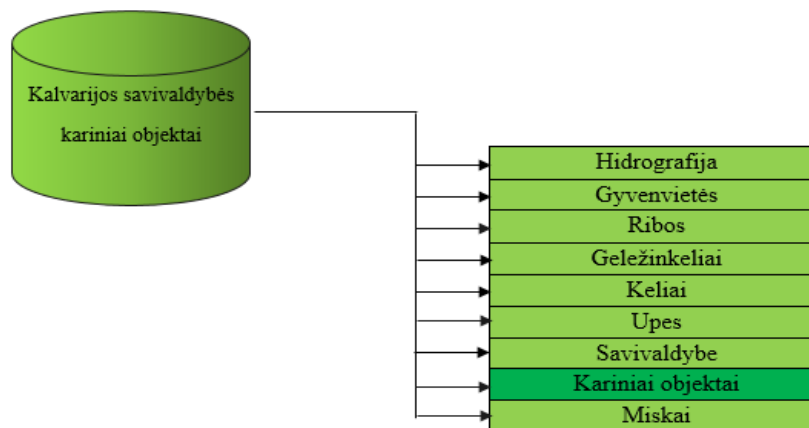 Kalvarijos savivaldybės
kariniai objektai
Hidrografija
Gyvenvietės
Ribos
Geležinkeliai
Keliai
Upes
Savivaldybe
Kariniai objektai
Miskai